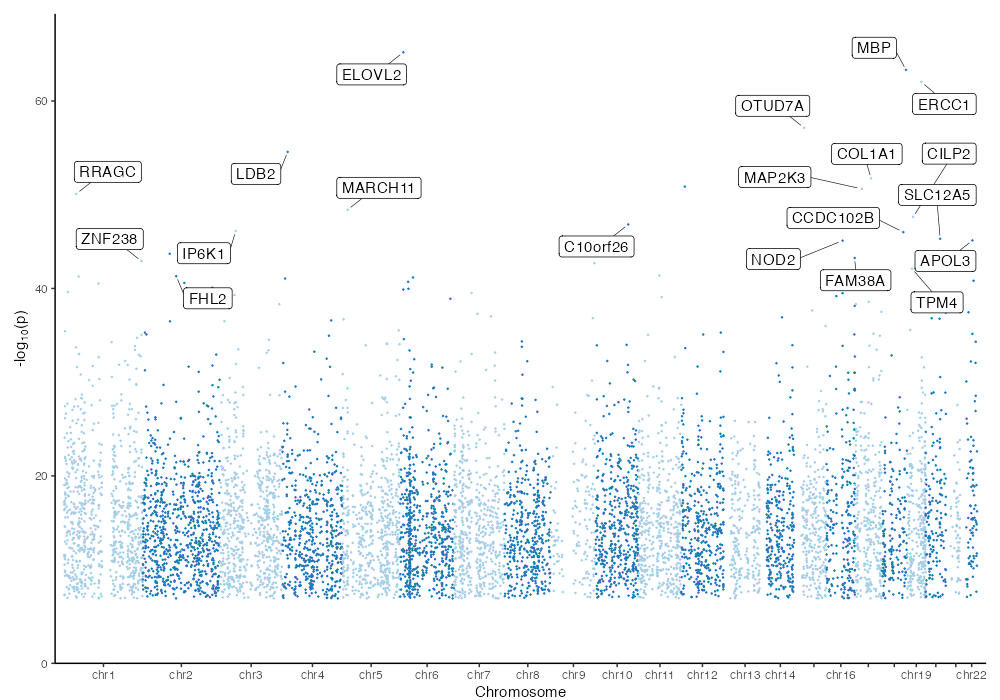 MBP
ELOVL2
60
OTUD7A
ERCC1
RRAGC
LDB2
COL1A1
CILP2
MAP2K3
MARCH11
SLC12A5
CCDC102B
ZNF238
IP6K1
C10orf26
NOD2
APOL3
FAM38A
40
FHL2
TPM4
-log10(p)
20
0
chr1 chr2 chr3 chr4 chr5 chr6 chr7 chr8 chr9 chr10 chr11 chr12 chr13 chr14 chr16 chr19 chr22
Chromosome